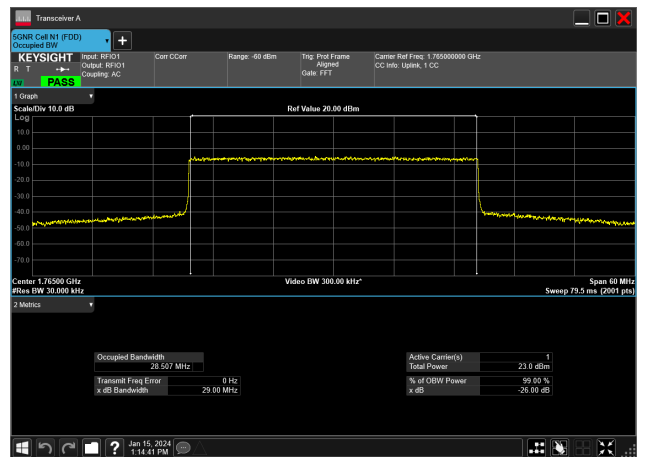 Transceiver A
5GNR Cell N1 (FDD)
Occupied BW
KEYSIGHT
Input: RFIO1
Corr CCorr
Range: -60 dBm
Trig: Prot Frame
Carrier Ref Freq: 1.765000000 GHz
R T
Output: RFIO1
Aligned
CC Info: Uplink, 1 CC
Coupling: AC
Gate: FFT
PASS
1 Graph
Scale/Div 10.0 dB
Ref Value 20.00 dBm
Log
10.0
0.00
-10.0
-20.0
-30.0
-40.0
-50.0
-60.0
-70.0
Center 1.76500 GHz
Video BW 300.00 kHz*
Span 60 MHz
#Res BW 30.000 kHz
Sweep 79.5 ms (2001 pts)
2 Metrics
Occupied Bandwidth
28.507 MHz
Active Carrier(s) 1
Total Power 23.0 dBm
Transmit Freq Error 0 Hz
x dB Bandwidth 29.00 MHz
% of OBW Power 99.00 %
x dB -26.00 dB
?
Jan 15, 2024
1:14:41 PM